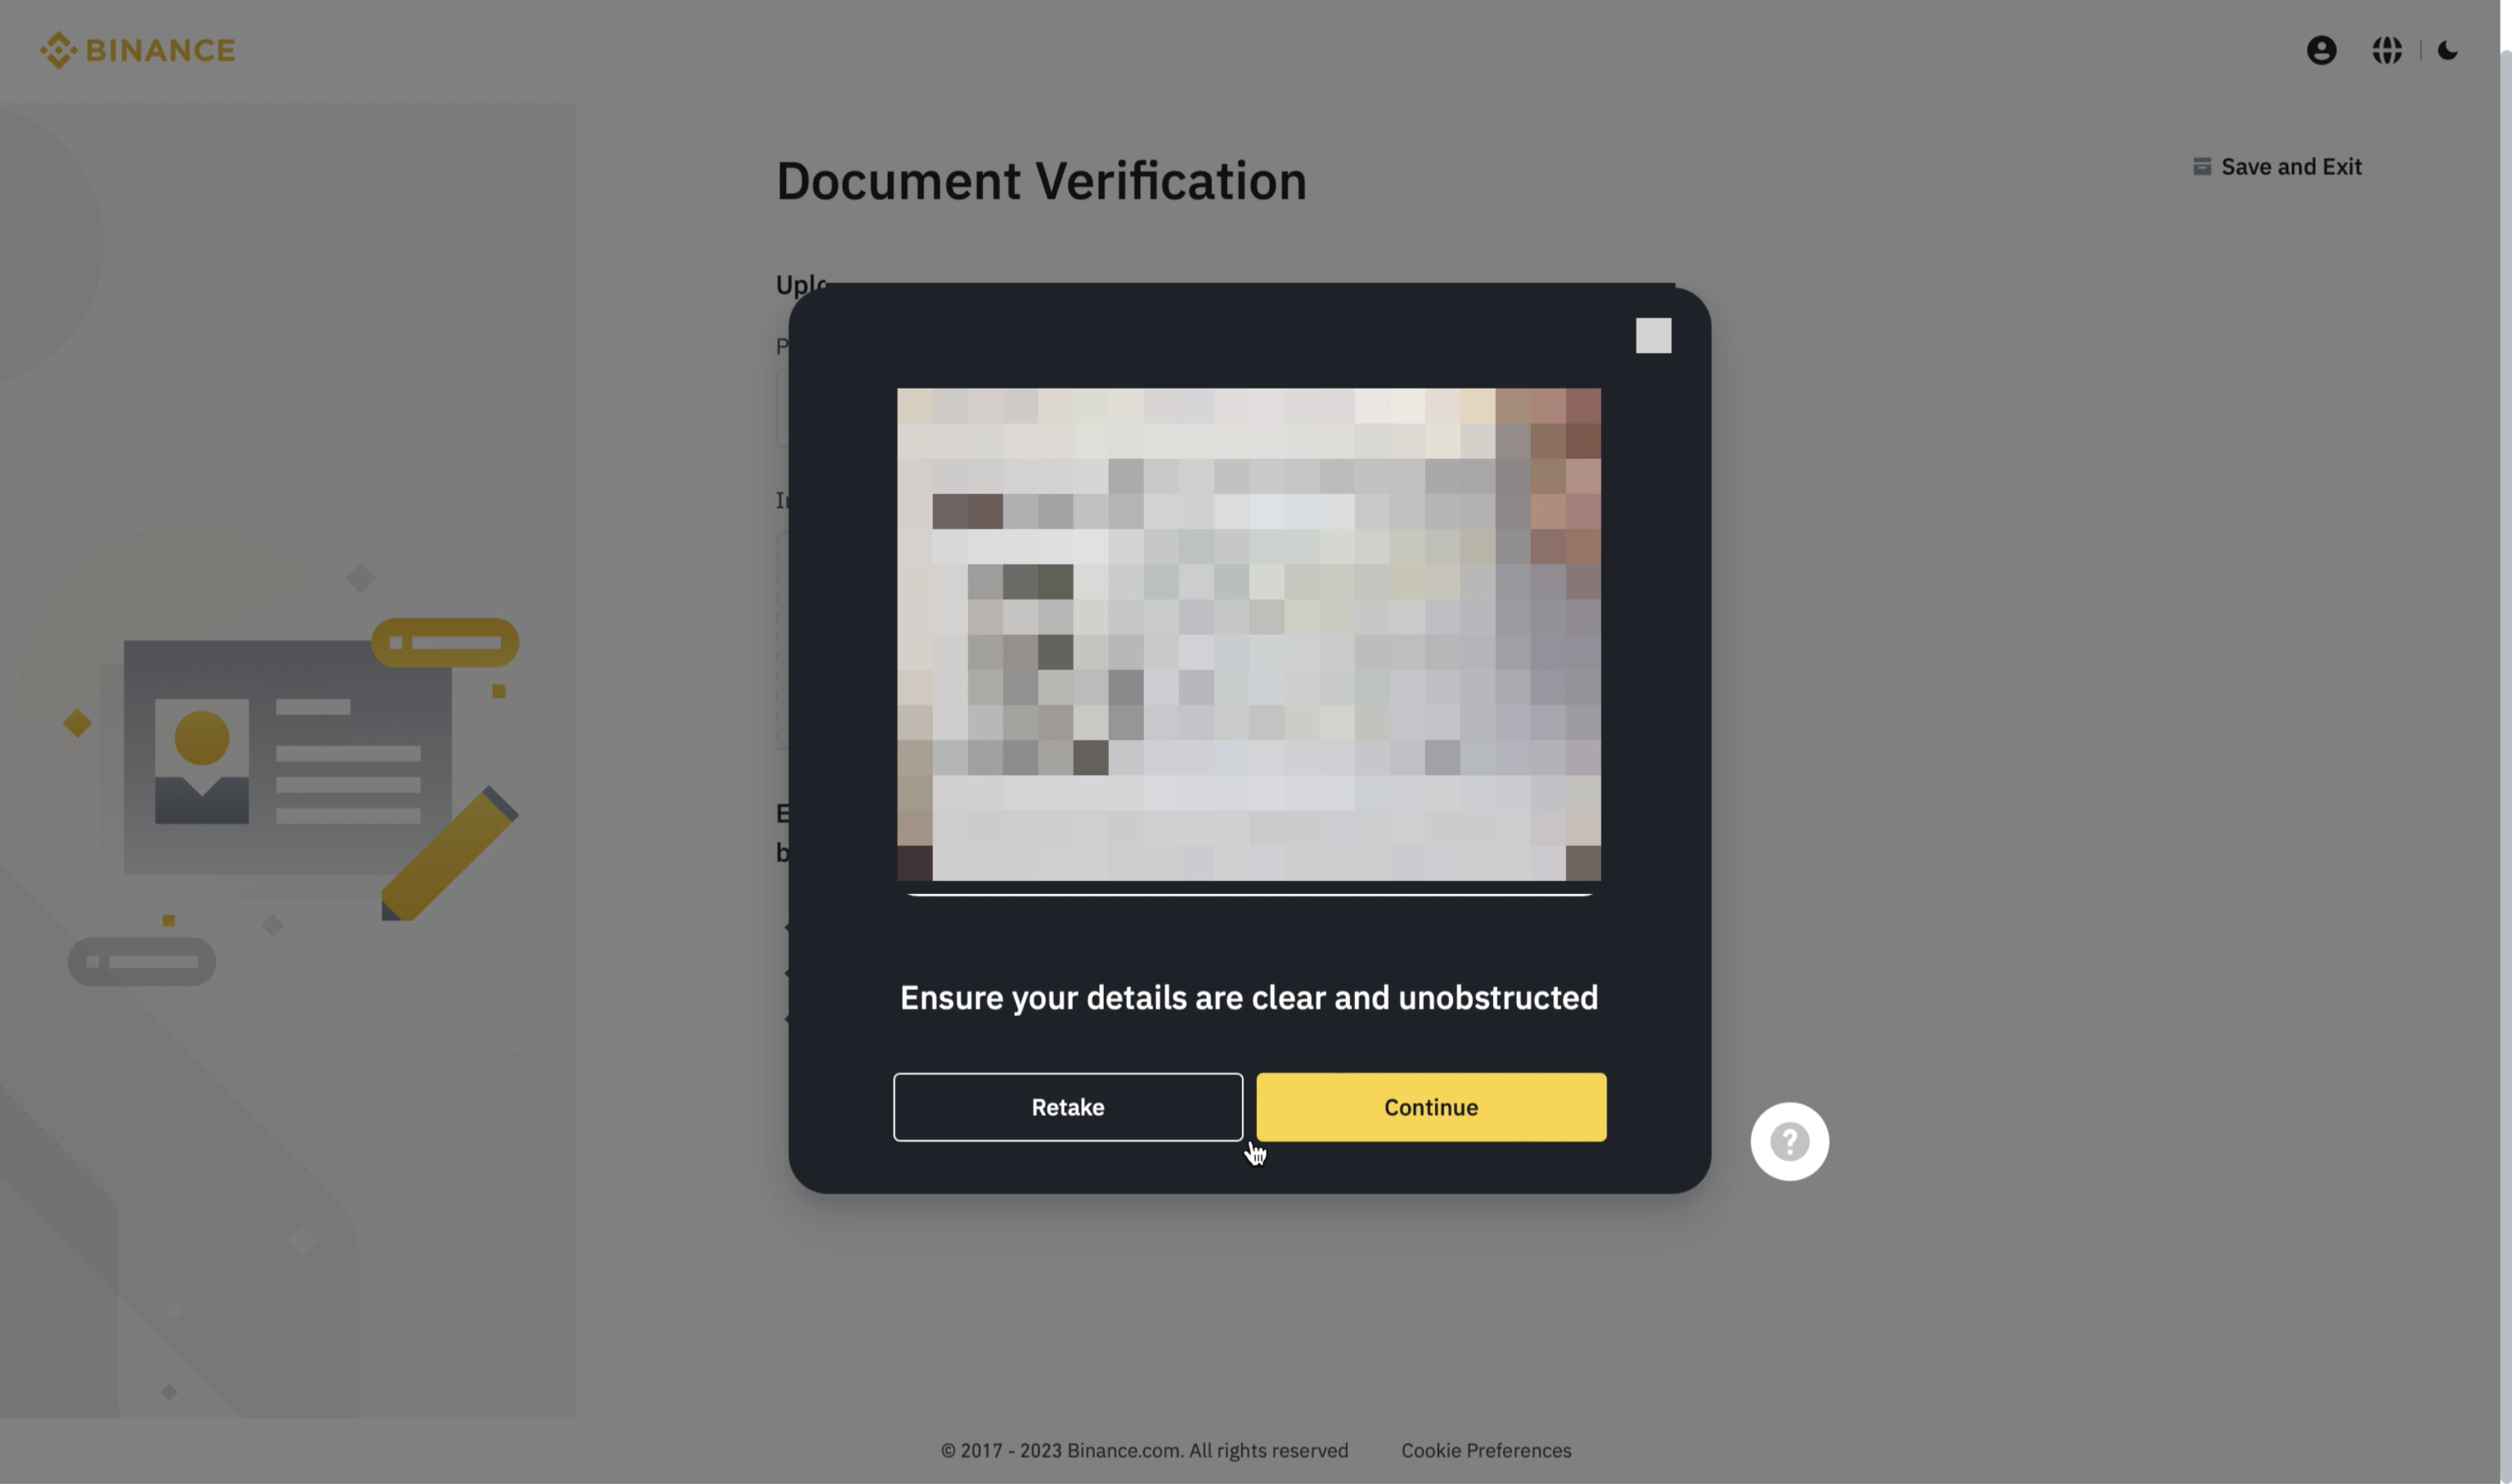 BINANCE
Document Verification
Save and Exit
Ensure your details are clear and unobstructed
Retake
Continue
?
© 2017 - 2023 Binance.com. All rights reserved
Cookie Preferences